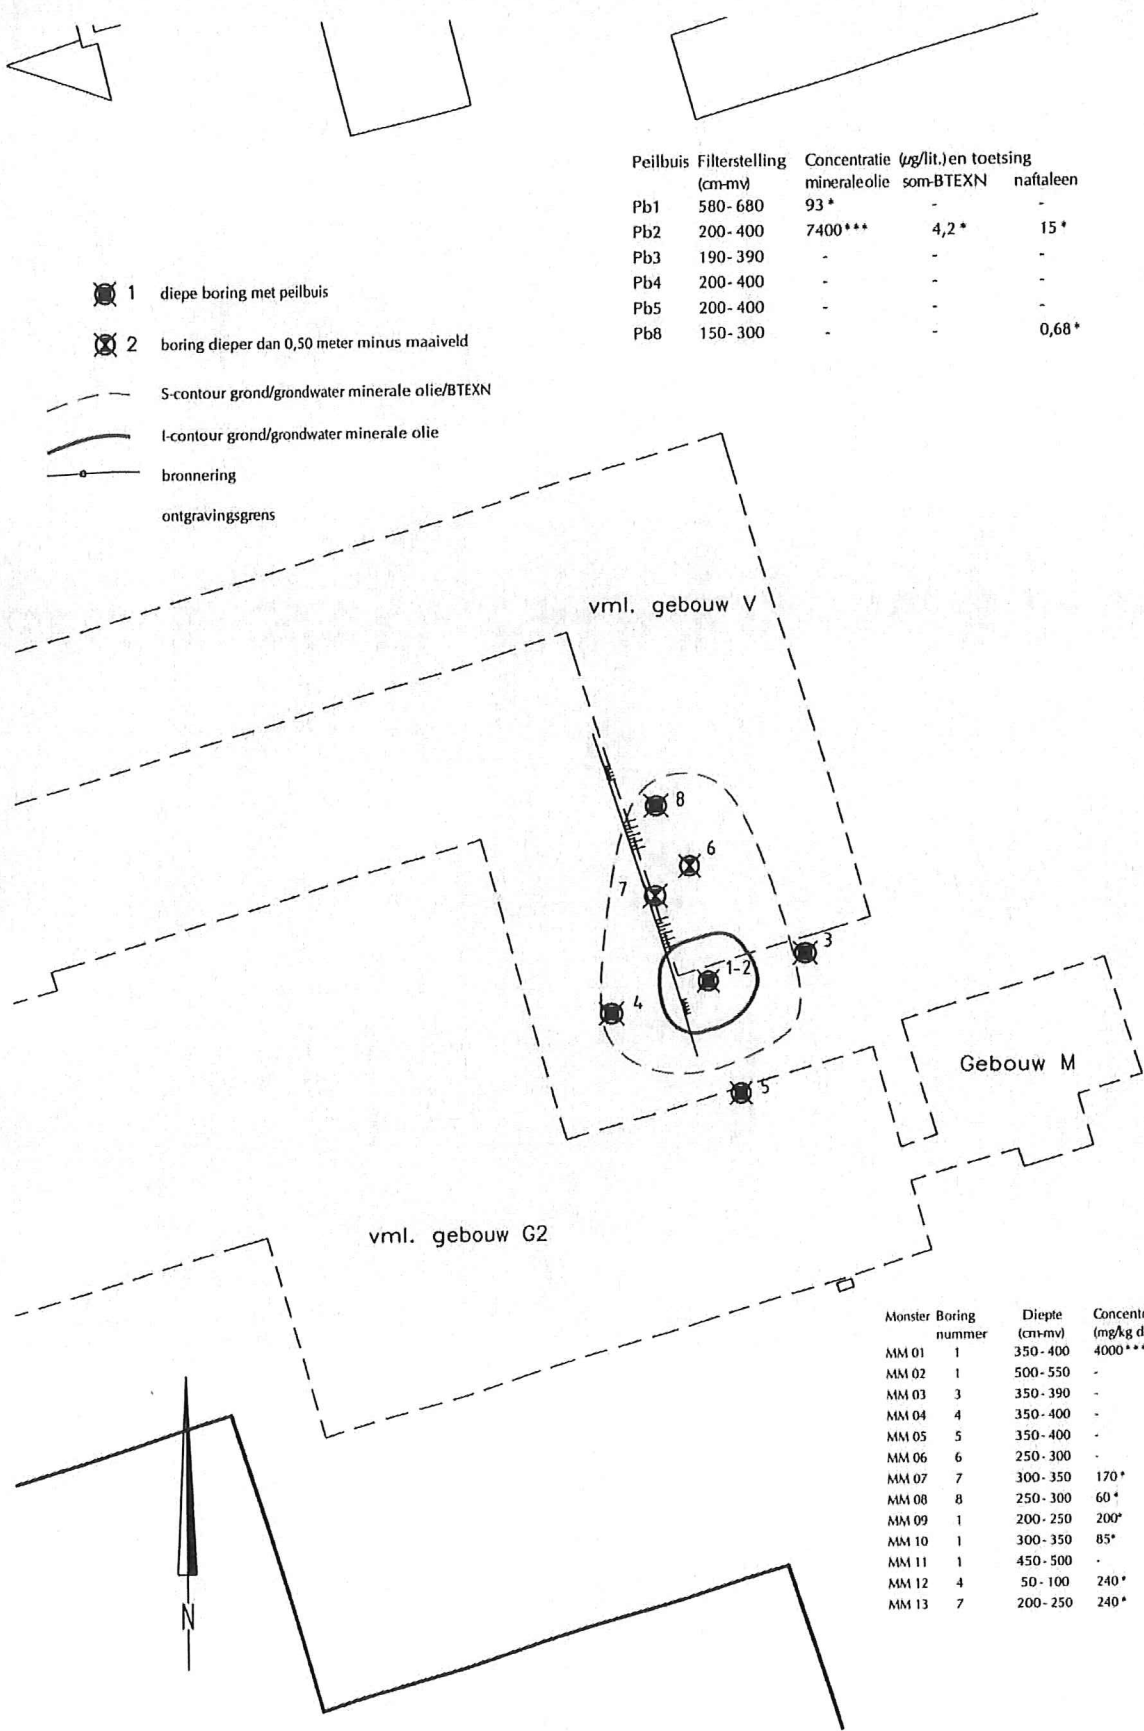 Peilbuis Filterstelling Concentratie (µg/lit.) en toetsing
(cm-mv) minerale olie som-BTEXN naftaleen
Pb1 580-680 93* - -
Pb2 200-400 7400*** 4,2* 15*
Pb3 190-390 - - -
Pb4 200-400 - - -
Pb5 200-400 - - -
Pb8 150-300 - - 0,68*
1 diepe boring met peilbuis
2 boring dieper dan 0,50 meter minus maaiveld
S-contour grond/grondwater minerale olie/BTEXN
I-contour grond/grondwater minerale olie
bronnering
ontgravingsgrens
vml. gebouw V
8
6
7
3
1-2
4
Gebouw M
5
vml. gebouw G2
Monster Boring Diepte Concentr
nummer (cm-mv) (mg/kg d
MM 01 1 350-400 4000***
MM 02 1 500-550 -
MM 03 3 350-390 -
MM 04 4 350-400 -
MM 05 5 350-400 -
MM 06 6 250-300 -
MM 07 7 300-350 170*
MM 08 8 250-300 60*
MM 09 1 200-250 200*
MM 10 1 300-350 85*
MM 11 1 450-500 -
MM 12 4 50-100 240*
MM 13 7 200-250 240*
N